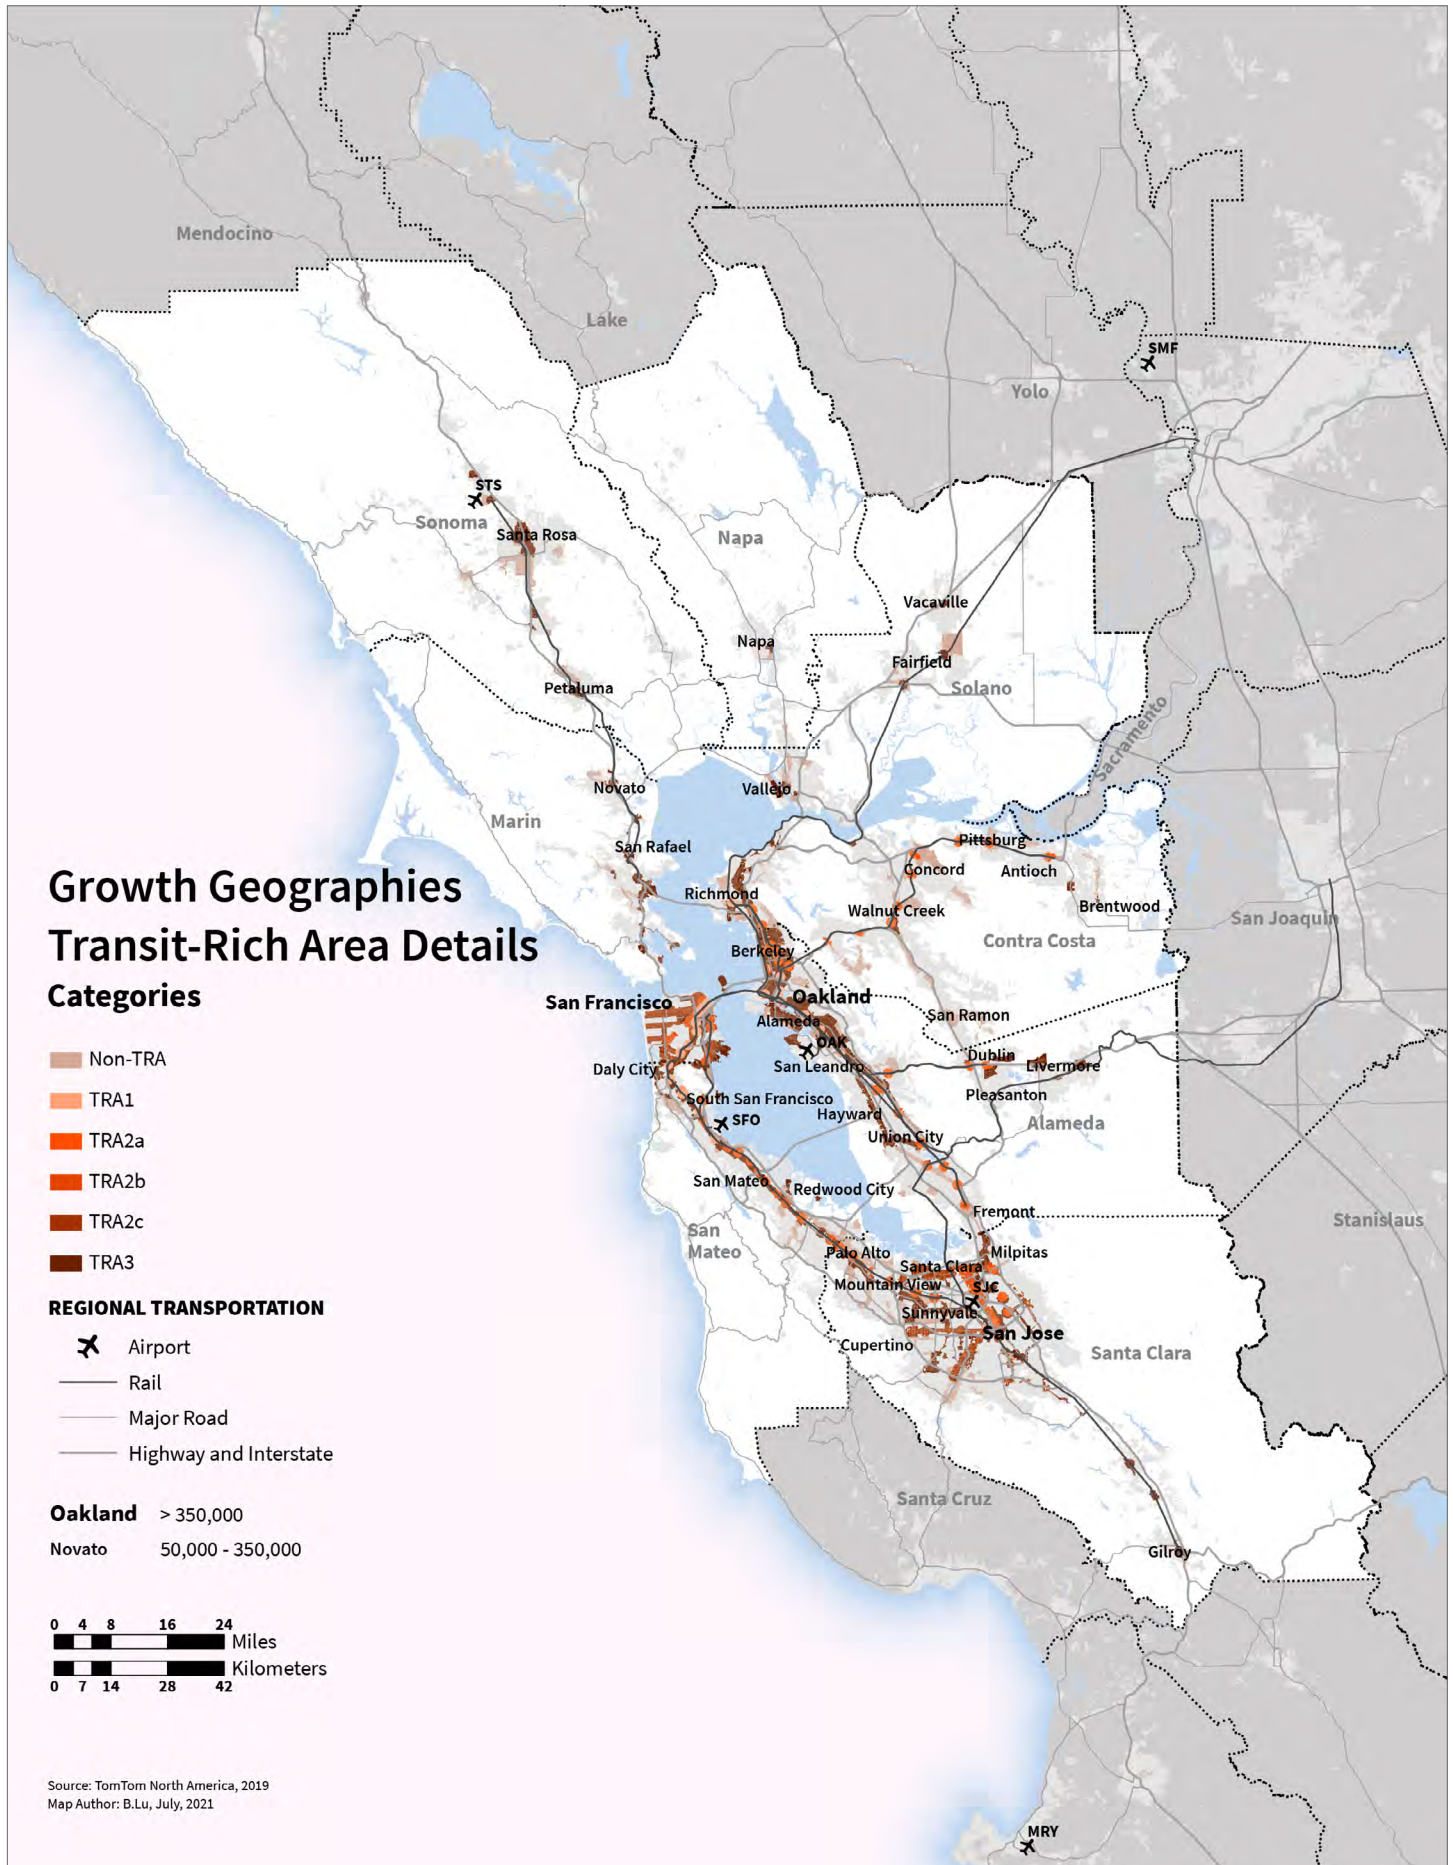 Mendocino
Lake
SMF
Yolo
STS
Sonoma
Santa Rosa
Napa
Vacaville
Napa
Fairfield
Solano
Petaluma
Sacramento
Novato
Vallejo
Marin
San Rafael
Pittsburg
Concord
Antioch
Richmond
Brentwood
Walnut Creek
San Joaquin
Contra Costa
Berkeley
Growth Geographies
Transit-Rich Area Details
Categories
San Francisco
Oakland
Alameda
San Ramon
OAK
Daly City
San Leandro
Dublin
Livermore
Pleasanton
South San Francisco
SFO
Hayward
Alameda
Union City
San Mateo
Redwood City
Fremont
Stanislaus
San
Mateo
Palo Alto
Milpitas
Santa Clara
Mountain View
SJC
Sunnyvale
San Jose
Cupertino
Santa Clara
Santa Cruz
Gilroy
MRY
Non-TRA
TRA1
TRA2a
TRA2b
TRA2c
TRA3
REGIONAL TRANSPORTATION
Airport
Rail
Major Road
Highway and Interstate
Oakland > 350,000
Novato 50,000 - 350,000
0 4 8 16 24
Miles
Kilometers
0 7 14 28 42
Source: TomTom North America, 2019
Map Author: B.Lu, July, 2021